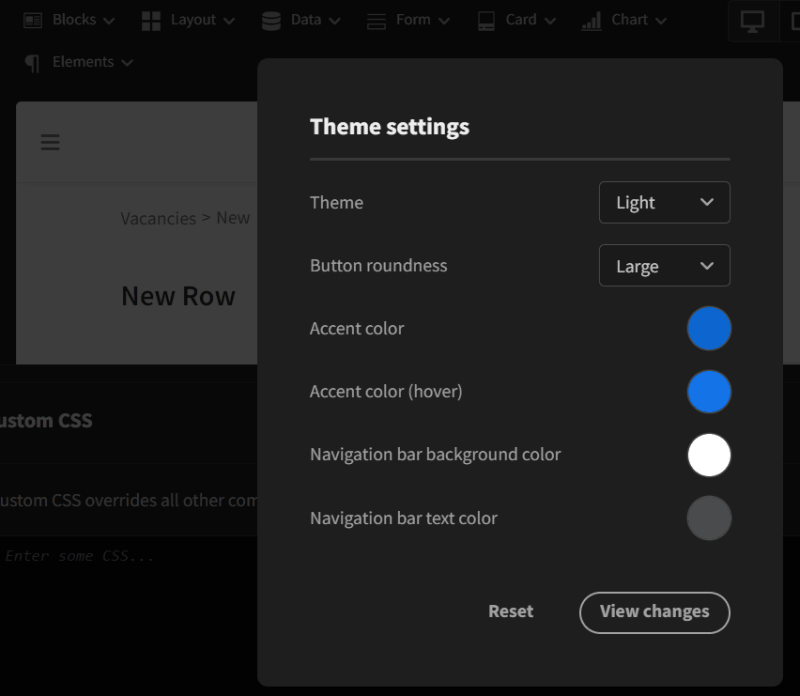 Blocks Layout Data Form Card Chart
Elements
Theme settings
Theme Light
Vacancies > New
Button roundness Large
New Row
Accent color
Accent color (hover)
ustom CSS
Navigation bar background color
ustom CSS overrides all other com
Navigation bar text color
Enter some CSS...
Reset View changes